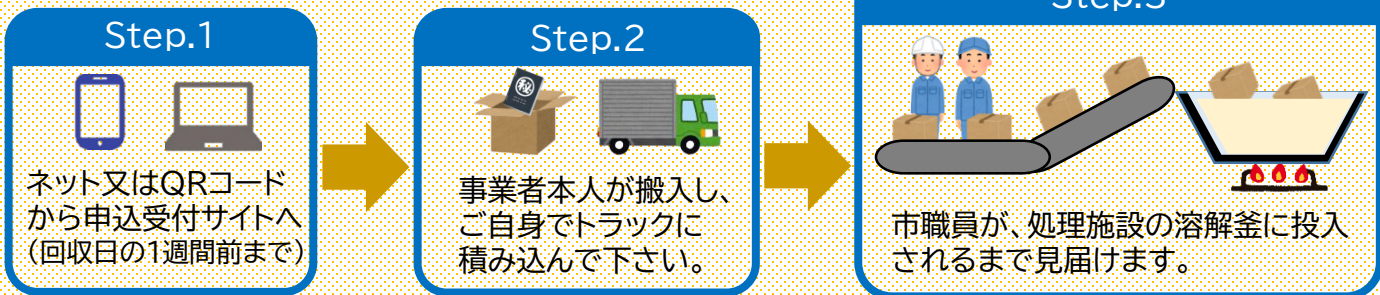 Step.1
ネット又はQRコード
から申込受付サイトへ
(回収日の1週間前まで)
Step.2
㊙
事業者本人が搬入し、
ご自身でトラックに
積み込んで下さい。
Step.3
市職員が、処理施設の溶解釜に投入
されるまで見届けます。